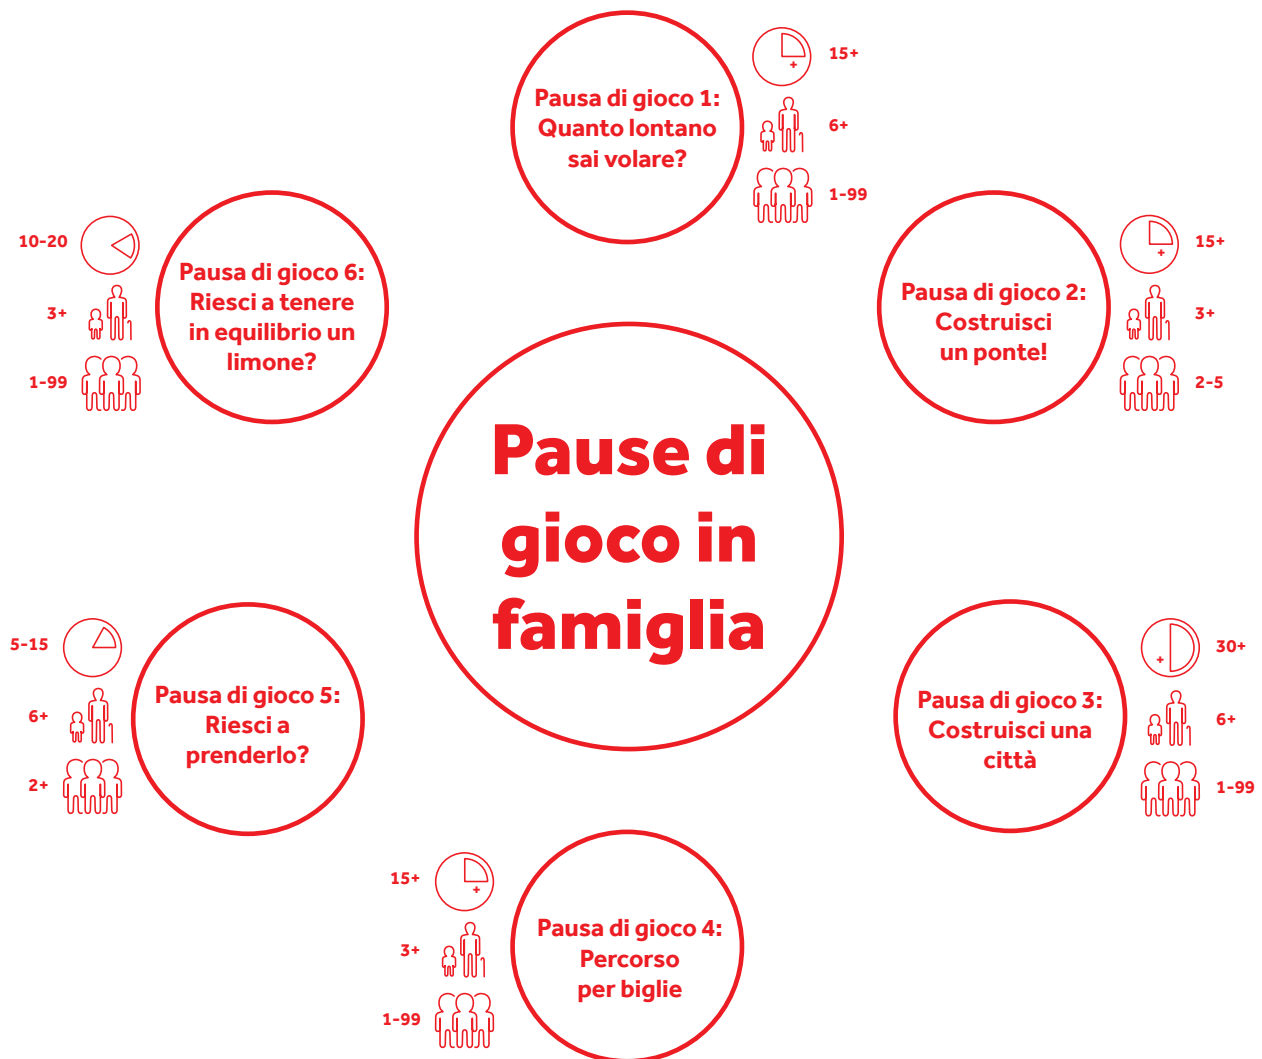 Pausa di gioco 1:
Quanto lontano
sai volare?
15+
6+
1-99
Pausa di gioco 2:
Costruisci
un ponte!
15+
3+
2-5
Pausa di gioco 3:
Costruisci una
città
30+
6+
1-99
Pausa di gioco 4:
Percorso
per biglie
15+
3+
1-99
Pausa di gioco 5:
Riesci a
prenderlo?
5-15
6+
2+
Pausa di gioco 6:
Riesci a tenere
in equilibrio un
limone?
10-20
3+
1-99
Pause di
gioco in
famiglia